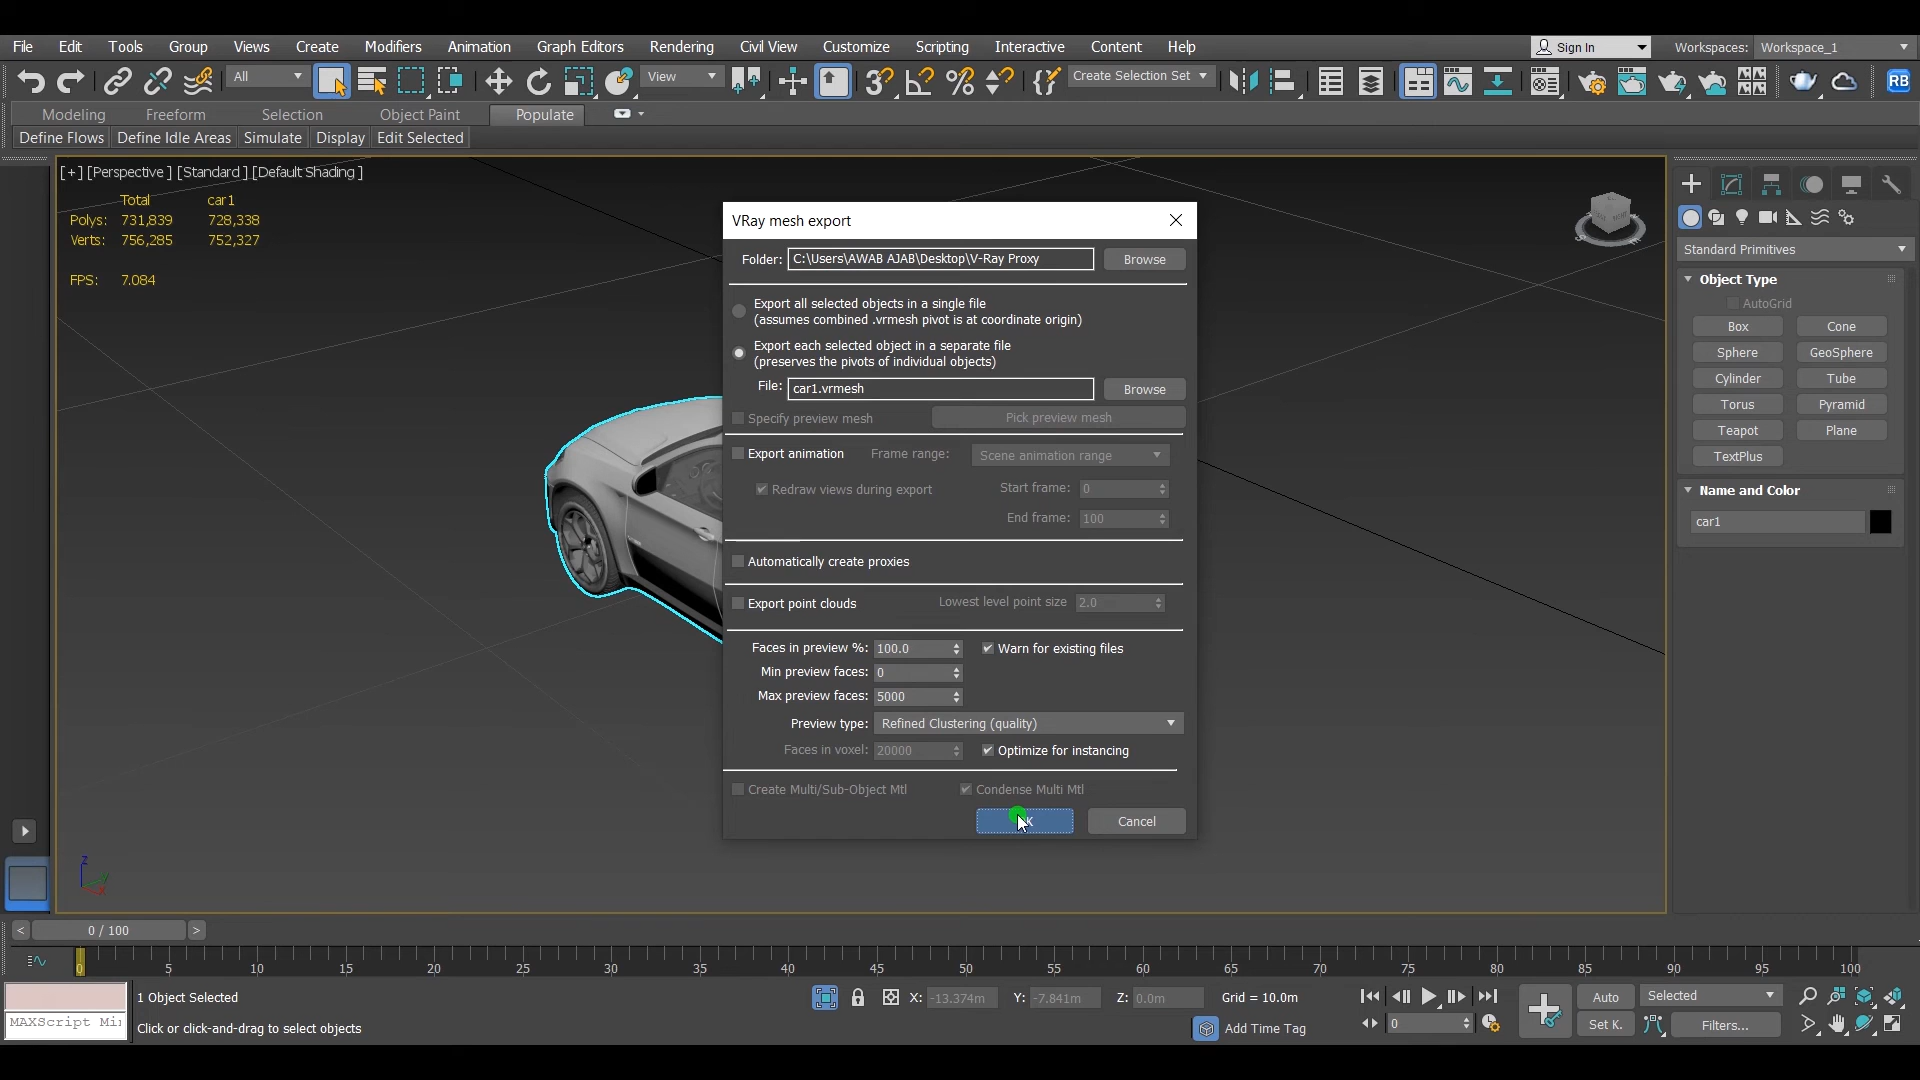 File Edit Tools Group Views Create Modifiers Animation Graph Editors Rendering Civil View Customize Scripting Interactive Content Help Sign In Workspaces: Workspace_1
All View Create Selection Set RB
Modeling Freeform Selection Object Paint Populate
Define Flows Define Idle Areas Simulate Display Edit Selected
[+] [Perspective ] [Standard ] [Default Shading ]
Total car1
Polys: 731,839 728,338
Verts: 756,285 752,327
FPS: 7.084
VRay mesh export
Folder: C:\Users\AWAB AJAB\Desktop\V-Ray Proxy Browse
Export all selected objects in a single file
(assumes combined .vrmesh pivot is at coordinate origin)
Export each selected object in a separate file
(preserves the pivots of individual objects)
File: car1.vrmesh Browse
Specify preview mesh Pick preview mesh
Export animation Frame range: Scene animation range
Redraw views during export Start frame: 0
End frame: 100
Automatically create proxies
Export point clouds Lowest level point size 2.0
Faces in preview %: 100.0 Warn for existing files
Min preview faces: 0
Max preview faces: 5000
Preview type: Refined Clustering (quality)
Faces in voxel: 20000 Optimize for instancing
Create Multi/Sub-Object Mtl Condense Multi Mtl
Cancel
Standard Primitives
Object Type
AutoGrid
Box Cone
Sphere GeoSphere
Cylinder Tube
Torus Pyramid
Teapot Plane
TextPlus
Name and Color
car1
z
x
< 0 / 100 >
0 5 10 15 20 25 30 35 40 45 50 55 60 65 70 75 80 85 90 95 100
1 Object Selected X: -13.374m Y: -7.841m Z: 0.0m Grid = 10.0m Auto Selected
MAXScript Mi Click or click-and-drag to select objects Add Time Tag 0 Set K. Filters...